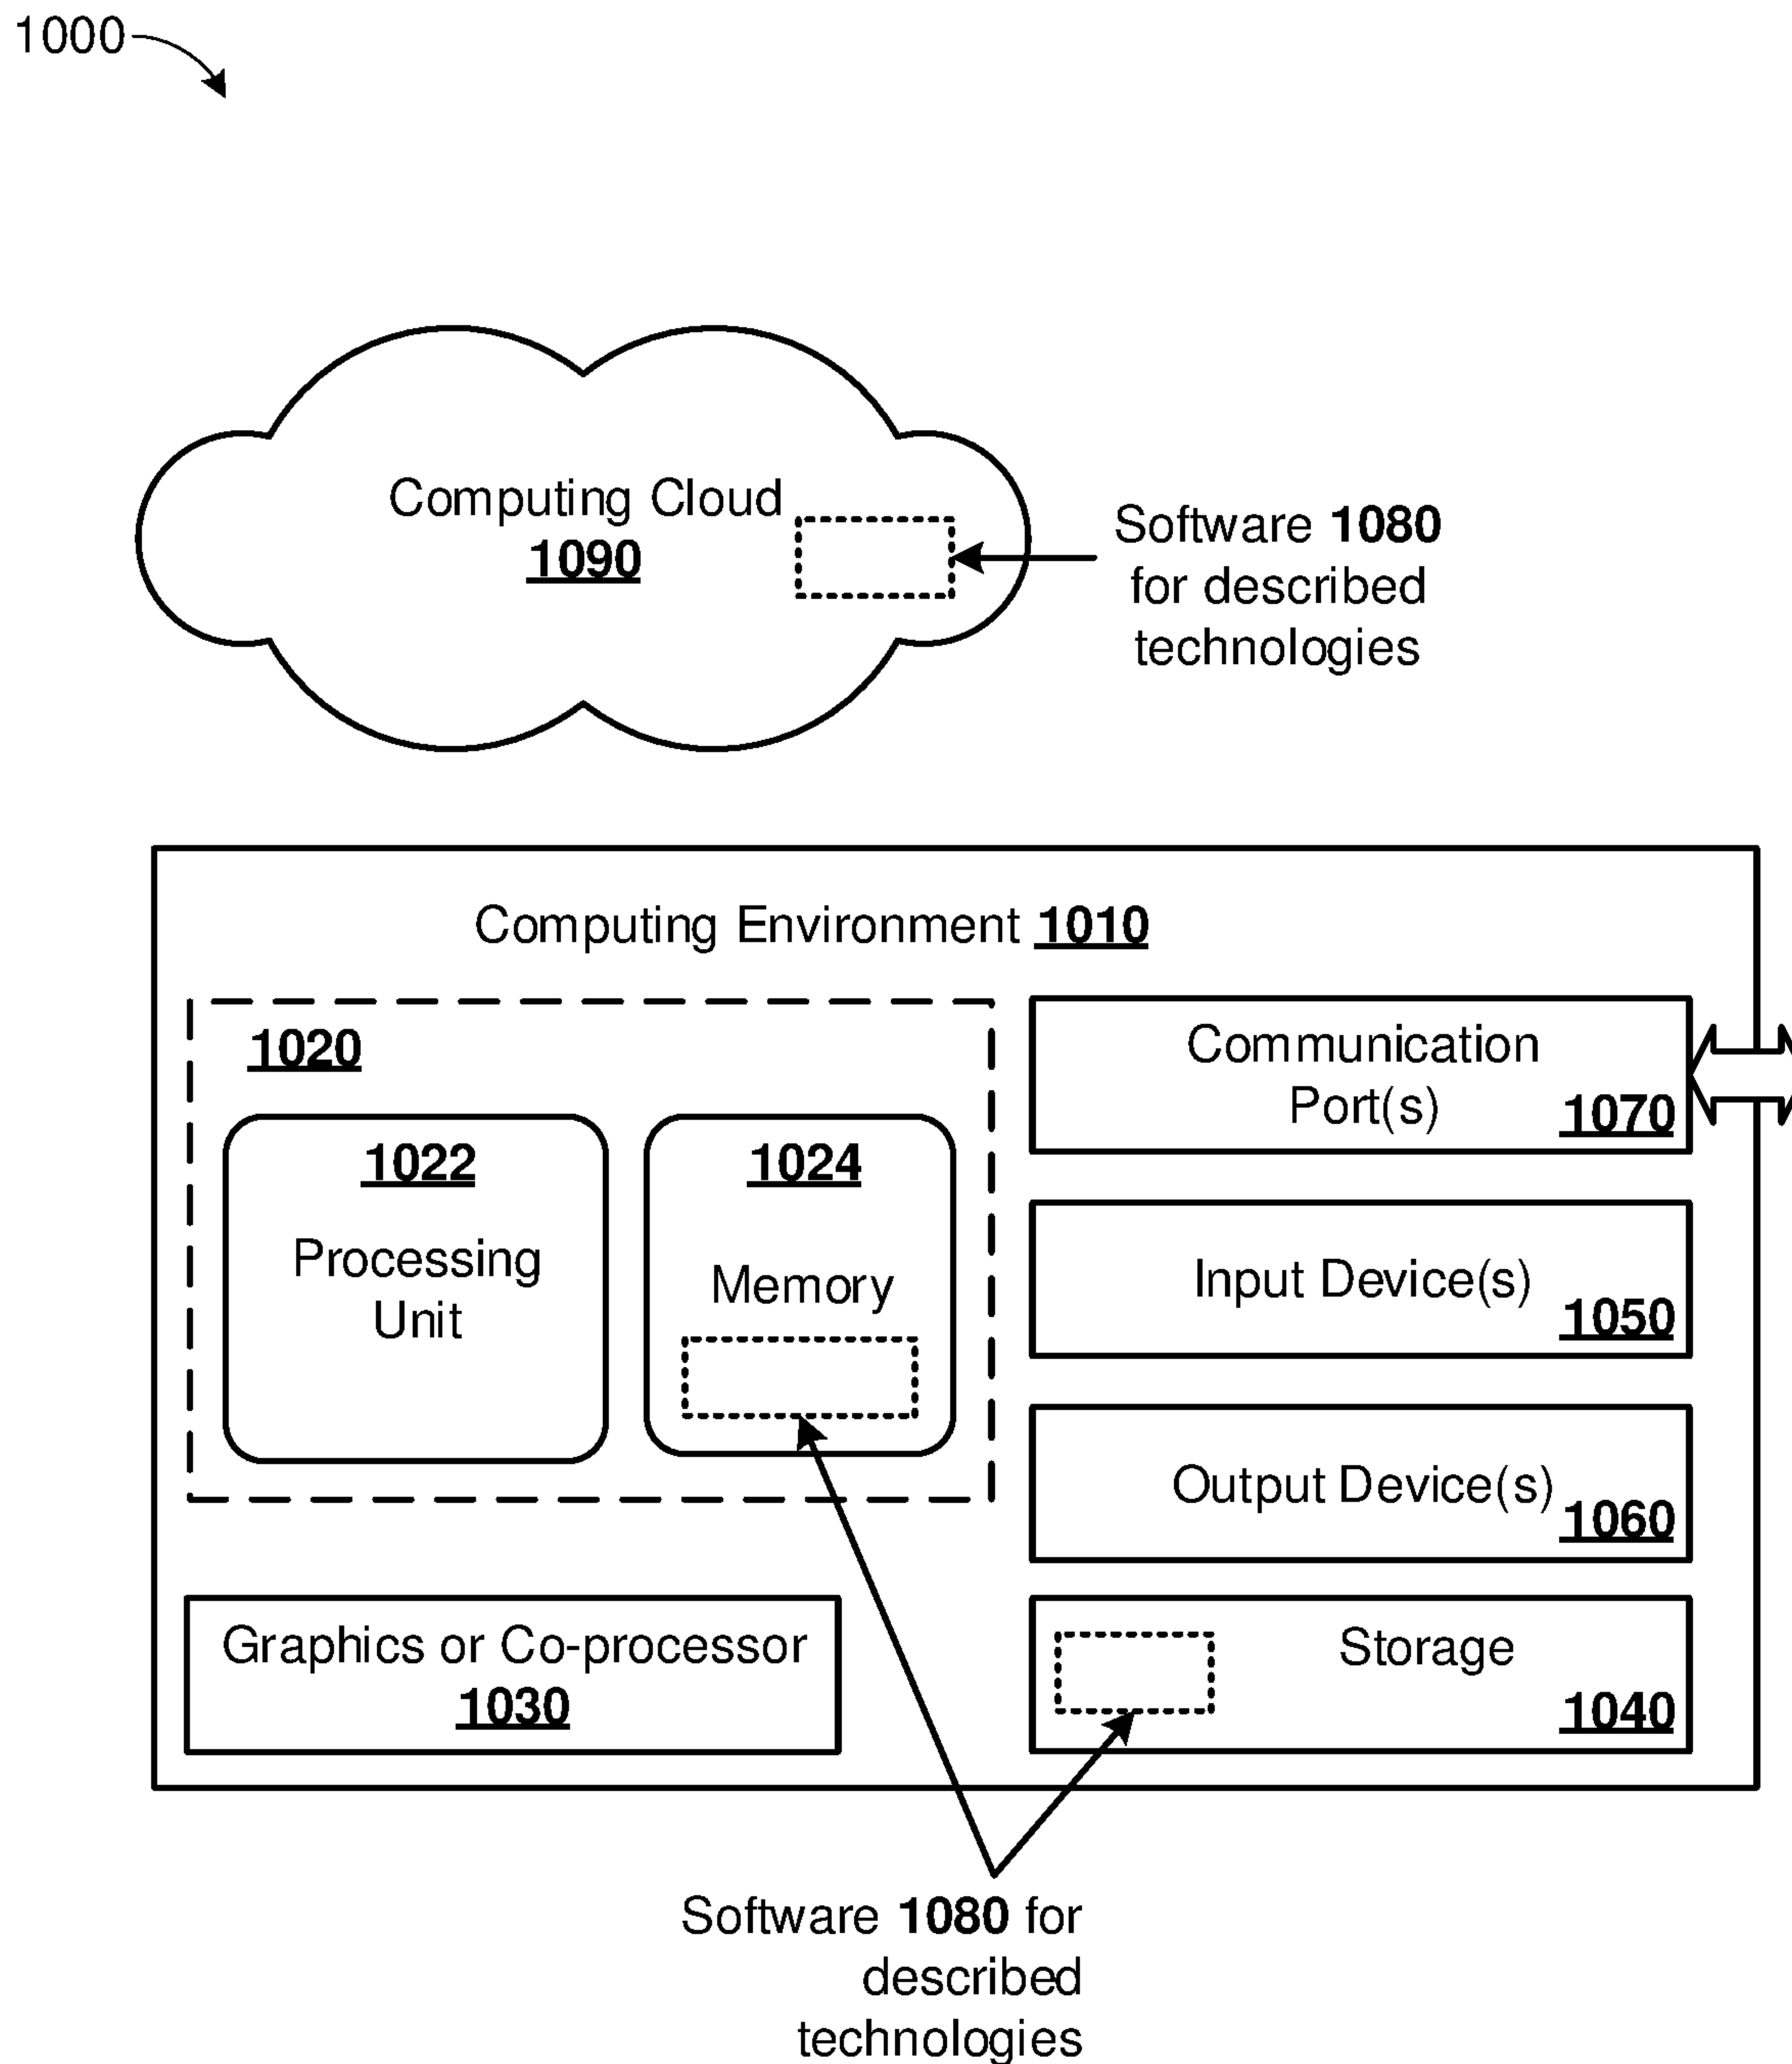 1000
Computing Cloud
1090
Software 1080
for described
technologies
Computing Environment 1010
1020
1022
Processing
Unit
1024
Memory
Communication
Port(s)
1070
Input Device(s)
1050
Output Device(s)
1060
Graphics or Co-processor
1030
Storage
1040
Software 1080 for
described
technologies